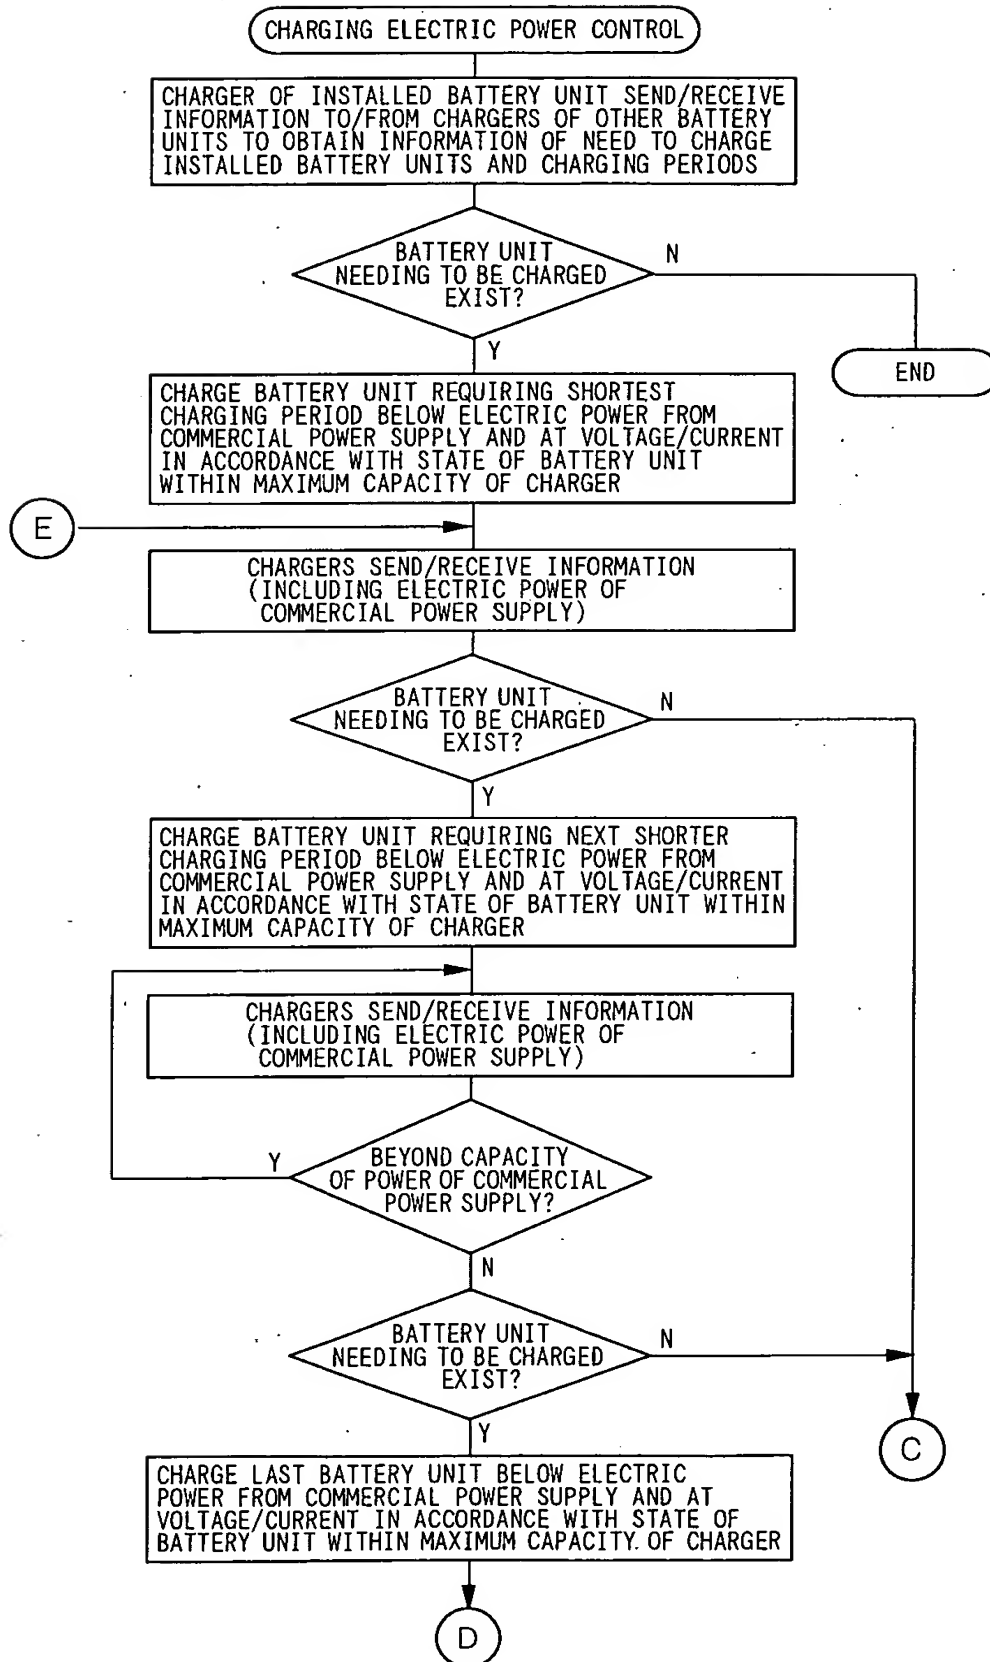 CHARGING ELECTRIC POWER CONTROL
CHARGER OF INSTALLED BATTERY UNIT SEND/RECEIVE
INFORMATION TO/FROM CHARGERS OF OTHER BATTERY
UNITS TO OBTAIN INFORMATION OF NEED TO CHARGE
INSTALLED BATTERY UNITS AND CHARGING PERIODS
BATTERY UNIT
NEEDING TO BE CHARGED
EXIST?
N
Y
END
CHARGE BATTERY UNIT REQUIRING SHORTEST
CHARGING PERIOD BELOW ELECTRIC POWER FROM
COMMERCIAL POWER SUPPLY AND AT VOLTAGE/CURRENT
IN ACCORDANCE WITH STATE OF BATTERY UNIT
WITHIN MAXIMUM CAPACITY OF CHARGER
E
CHARGERS SEND/RECEIVE INFORMATION
(INCLUDING ELECTRIC POWER OF
COMMERCIAL POWER SUPPLY)
BATTERY UNIT
NEEDING TO BE CHARGED
EXIST?
N
Y
CHARGE BATTERY UNIT REQUIRING NEXT SHORTER
CHARGING PERIOD BELOW ELECTRIC POWER FROM
COMMERCIAL POWER SUPPLY AND AT VOLTAGE/CURRENT
IN ACCORDANCE WITH STATE OF BATTERY UNIT WITHIN
MAXIMUM CAPACITY OF CHARGER
CHARGERS SEND/RECEIVE INFORMATION
(INCLUDING ELECTRIC POWER OF
COMMERCIAL POWER SUPPLY)
Y
BEYOND CAPACITY
OF POWER OF COMMERCIAL
POWER SUPPLY?
N
BATTERY UNIT
NEEDING TO BE CHARGED
EXIST?
N
Y
C
CHARGE LAST BATTERY UNIT BELOW ELECTRIC
POWER FROM COMMERCIAL POWER SUPPLY AND AT
VOLTAGE/CURRENT IN ACCORDANCE WITH STATE OF
BATTERY UNIT WITHIN MAXIMUM CAPACITY. OF CHARGER
D